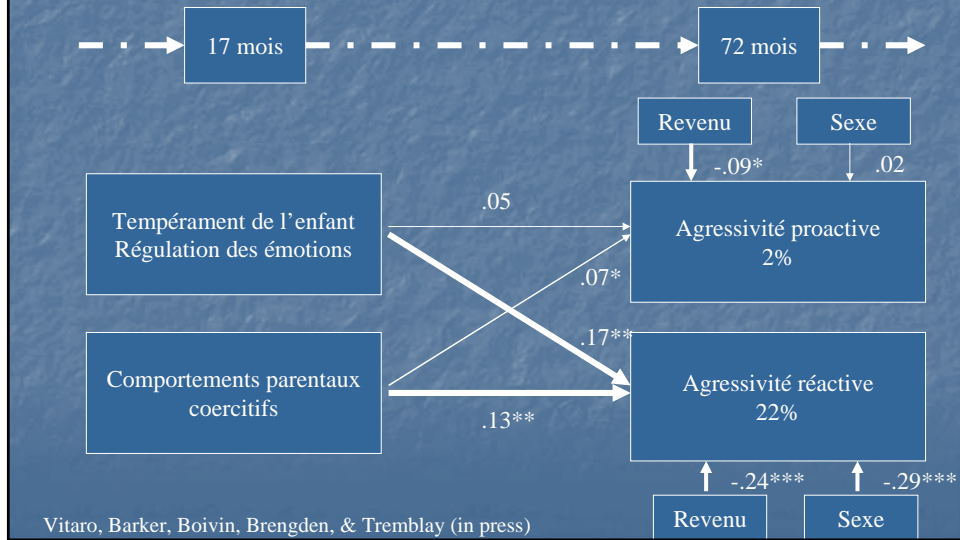 17 mois
72 mois
Revenu
Sexe
-.09*
.02
Tempérament de l’enfant
Régulation des émotions
.05
Agressivité proactive
2%
.07*
.17**
Comportements parentaux
coercitifs
.13**
Agressivité réactive
22%
-.24***
-.29***
Revenu
Sexe
Vitaro, Barker, Boivin, Brengden, & Tremblay (in press)